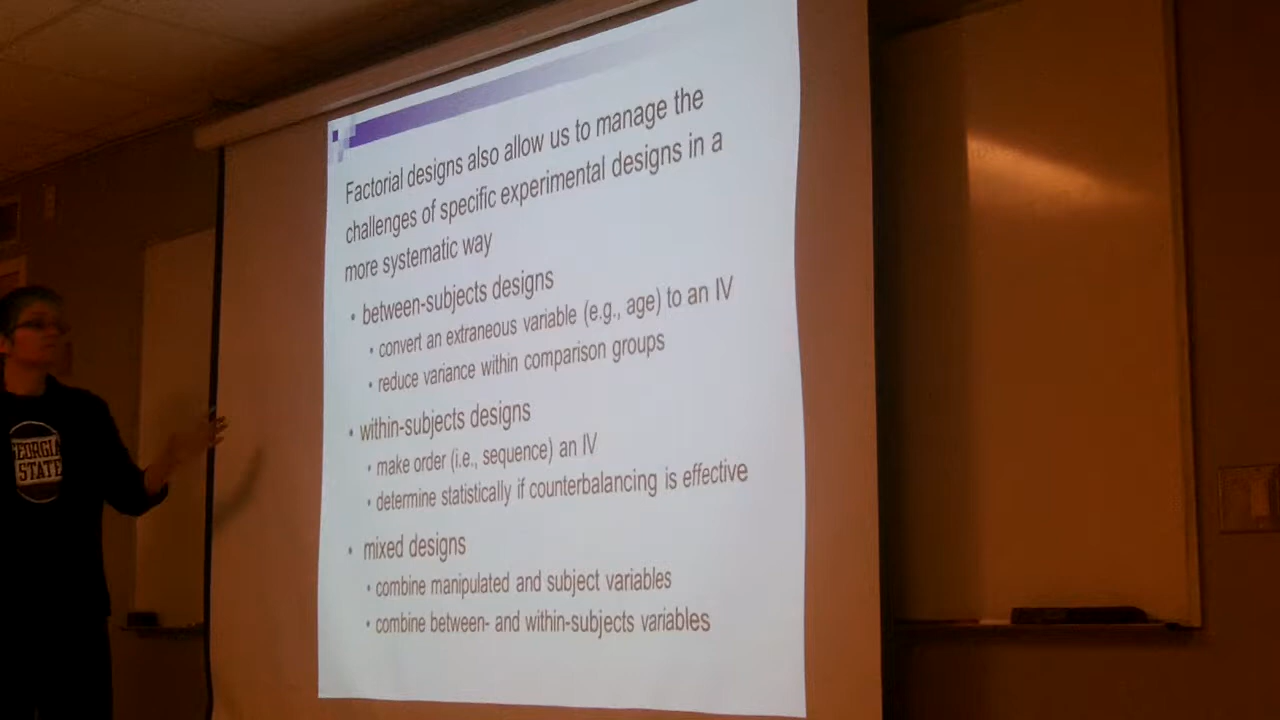 Factorial designs also allow us to manage the
challenges of specific experimental designs in a
more systematic way
• between-subjects designs
• convert an extraneous variable (e.g., age) to an IV
• reduce variance within comparison groups
• within-subjects designs
• make order (i.e., sequence) an IV
• determine statistically if counterbalancing is effective
• mixed designs
• combine manipulated and subject variables
• combine between- and within-subjects variables
GEORGIA
STATE